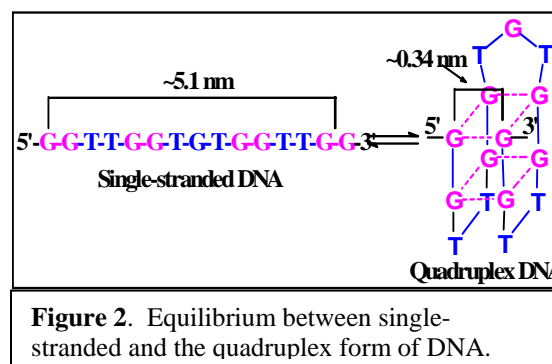 ~5.1 nm
5'-G-G-T-T-G-G-T-G-T-G-G-T-T-G-G-3'
Single-stranded DNA
G
T T
~0.34 nm
G G
5' G G 3'
G G
G G
T T
T T
Quadruplex DNA
Figure 2. Equilibrium between single-
stranded and the quadruplex form of DNA.